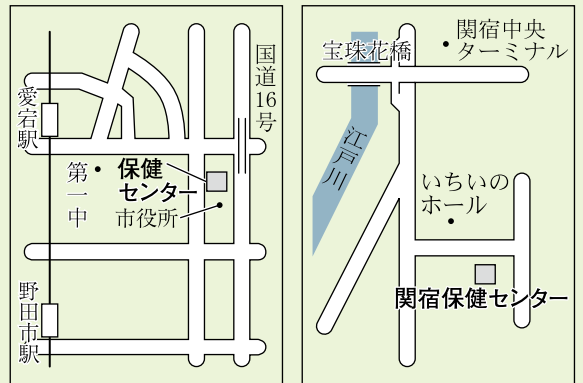 国道16号
愛宕駅
第一中
保健
センター
市役所
野田市駅
宝珠花橋
関宿中央
ターミナル
江戸川
いちいの
ホール
関宿保健センター